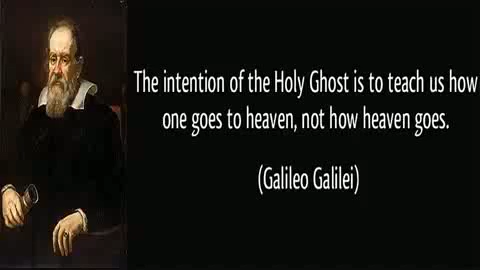 The intention of the Holy Ghost is to teach us how
one goes to heaven, not how heaven goes.
(Galileo Galilei)